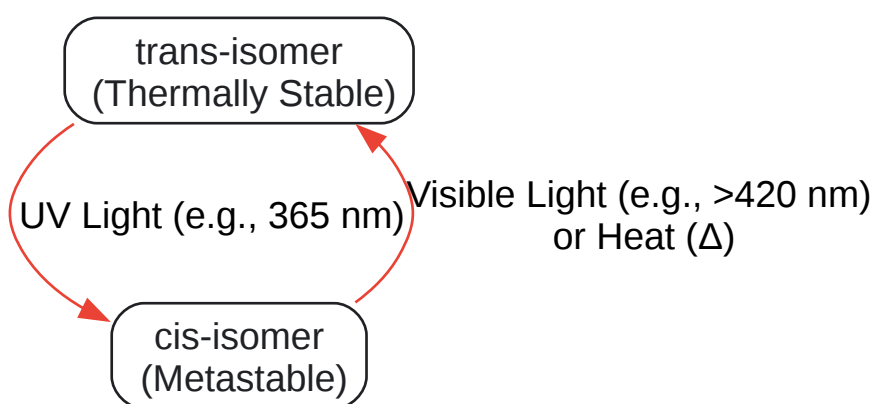 trans-isomer
(Thermally Stable)
UV Light (e.g., 365 nm)
Visible Light (e.g., >420 nm)
or Heat (Δ)
cis-isomer
(Metastable)